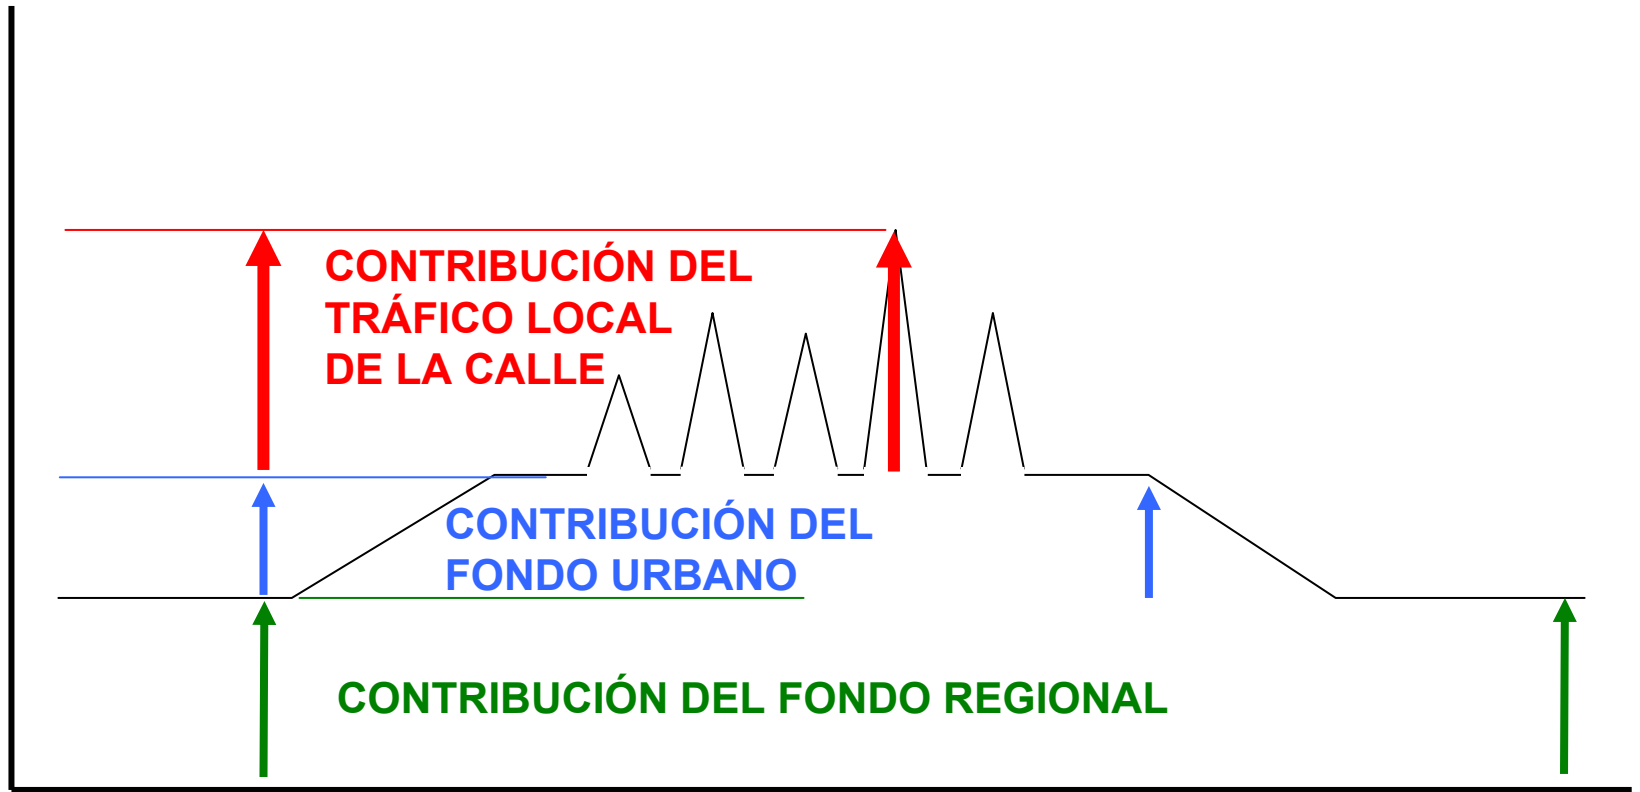 CONTRIBUCIÓN DEL
TRÁFICO LOCAL
DE LA CALLE
CONTRIBUCIÓN DEL
FONDO URBANO
CONTRIBUCIÓN DEL FONDO REGIONAL